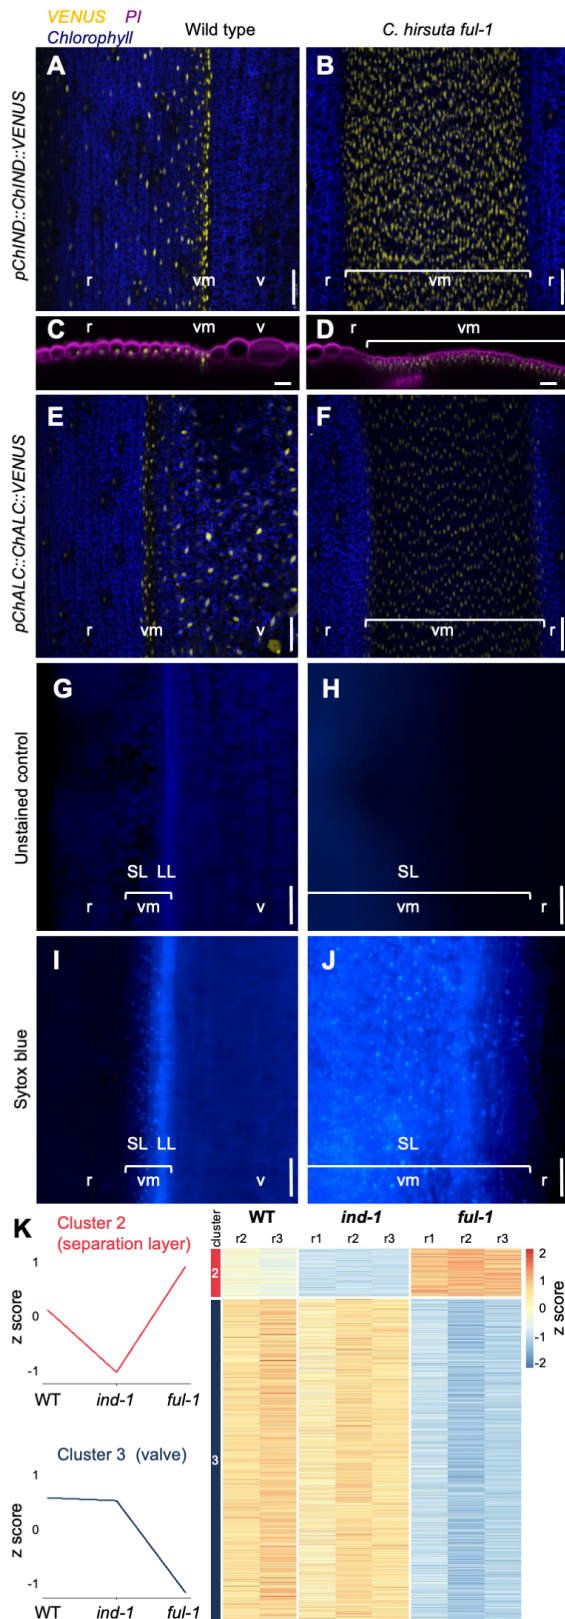 VENUS PI
Chlorophyll
Wild type
C. hirsuta ful-1
pChIND::ChIND:VENUS
A
r vm v
B
r vm r
C
r vm v
D
r vm
pChALC::ChALC::VENUS
E
r vm v
F
r vm r
Unstained control
G
SL LL
r vm v
H
SL
vm r
Sytox blue
I
SL LL
r vm v
J
SL
vm r
K
Cluster 2
(separation layer)
z score
1
0
-1
WT ind-1 ful-1
Cluster 3 (valve)
z score
1
0
-1
WT ind-1 ful-1
cluster
WT ind-1 ful-1
r2 r3 r1 r2 r3 r1 r2 r3
2
3
2
1
0
-1
-2
z score